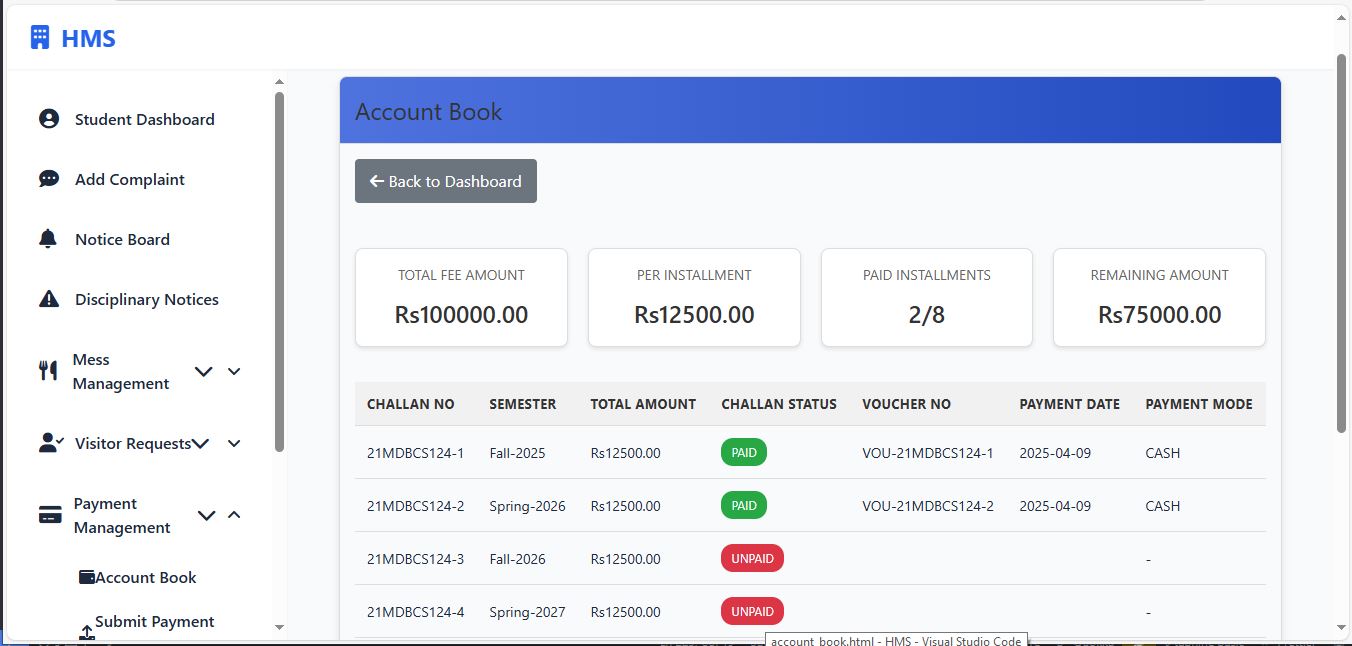 HMS
Student Dashboard
Add Complaint
Notice Board
Disciplinary Notices
Mess
Management
Visitor Requests
Payment
Management
Account Book
Submit Payment
Account Book
Back to Dashboard
TOTAL FEE AMOUNT
Rs100000.00
PER INSTALLMENT
Rs12500.00
PAID INSTALLMENTS
2/8
REMAINING AMOUNT
Rs75000.00
CHALLAN NO SEMESTER TOTAL AMOUNT CHALLAN STATUS VOUCHER NO PAYMENT DATE PAYMENT MODE
21MDBCS124-1 Fall-2025 Rs12500.00 PAID VOU-21MDBCS124-1 2025-04-09 CASH
21MDBCS124-2 Spring-2026 Rs12500.00 PAID VOU-21MDBCS124-2 2025-04-09 CASH
21MDBCS124-3 Fall-2026 Rs12500.00 UNPAID -
21MDBCS124-4 Spring-2027 Rs12500.00 UNPAID -
account_book.html - HMS - Visual Studio Code